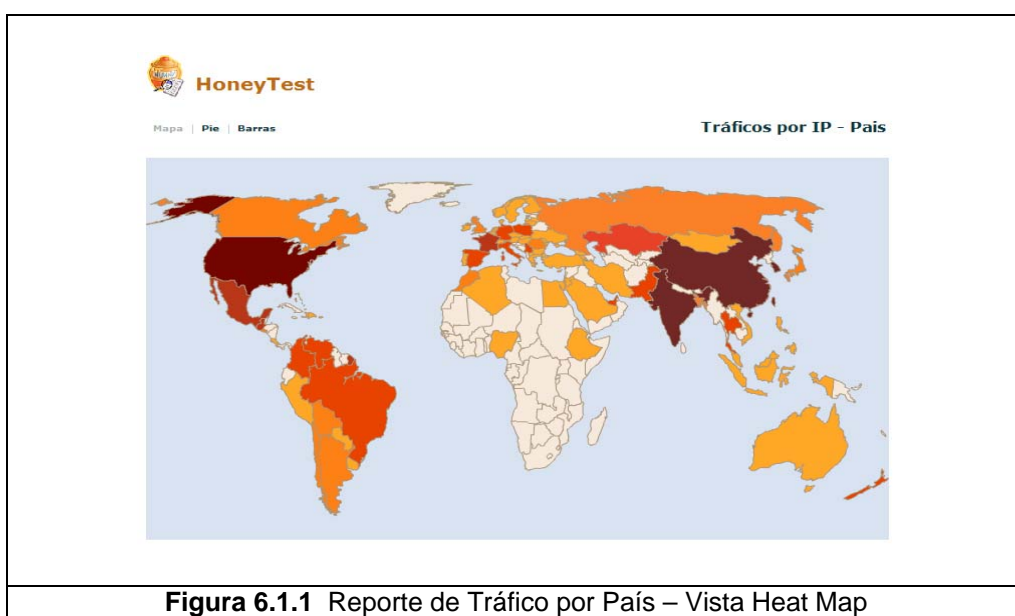 HoneyTest
Mapa | Pie | Barras
Tráficos por IP - Pais
Figura 6.1.1 Reporte de Tráfico por País – Vista Heat Map